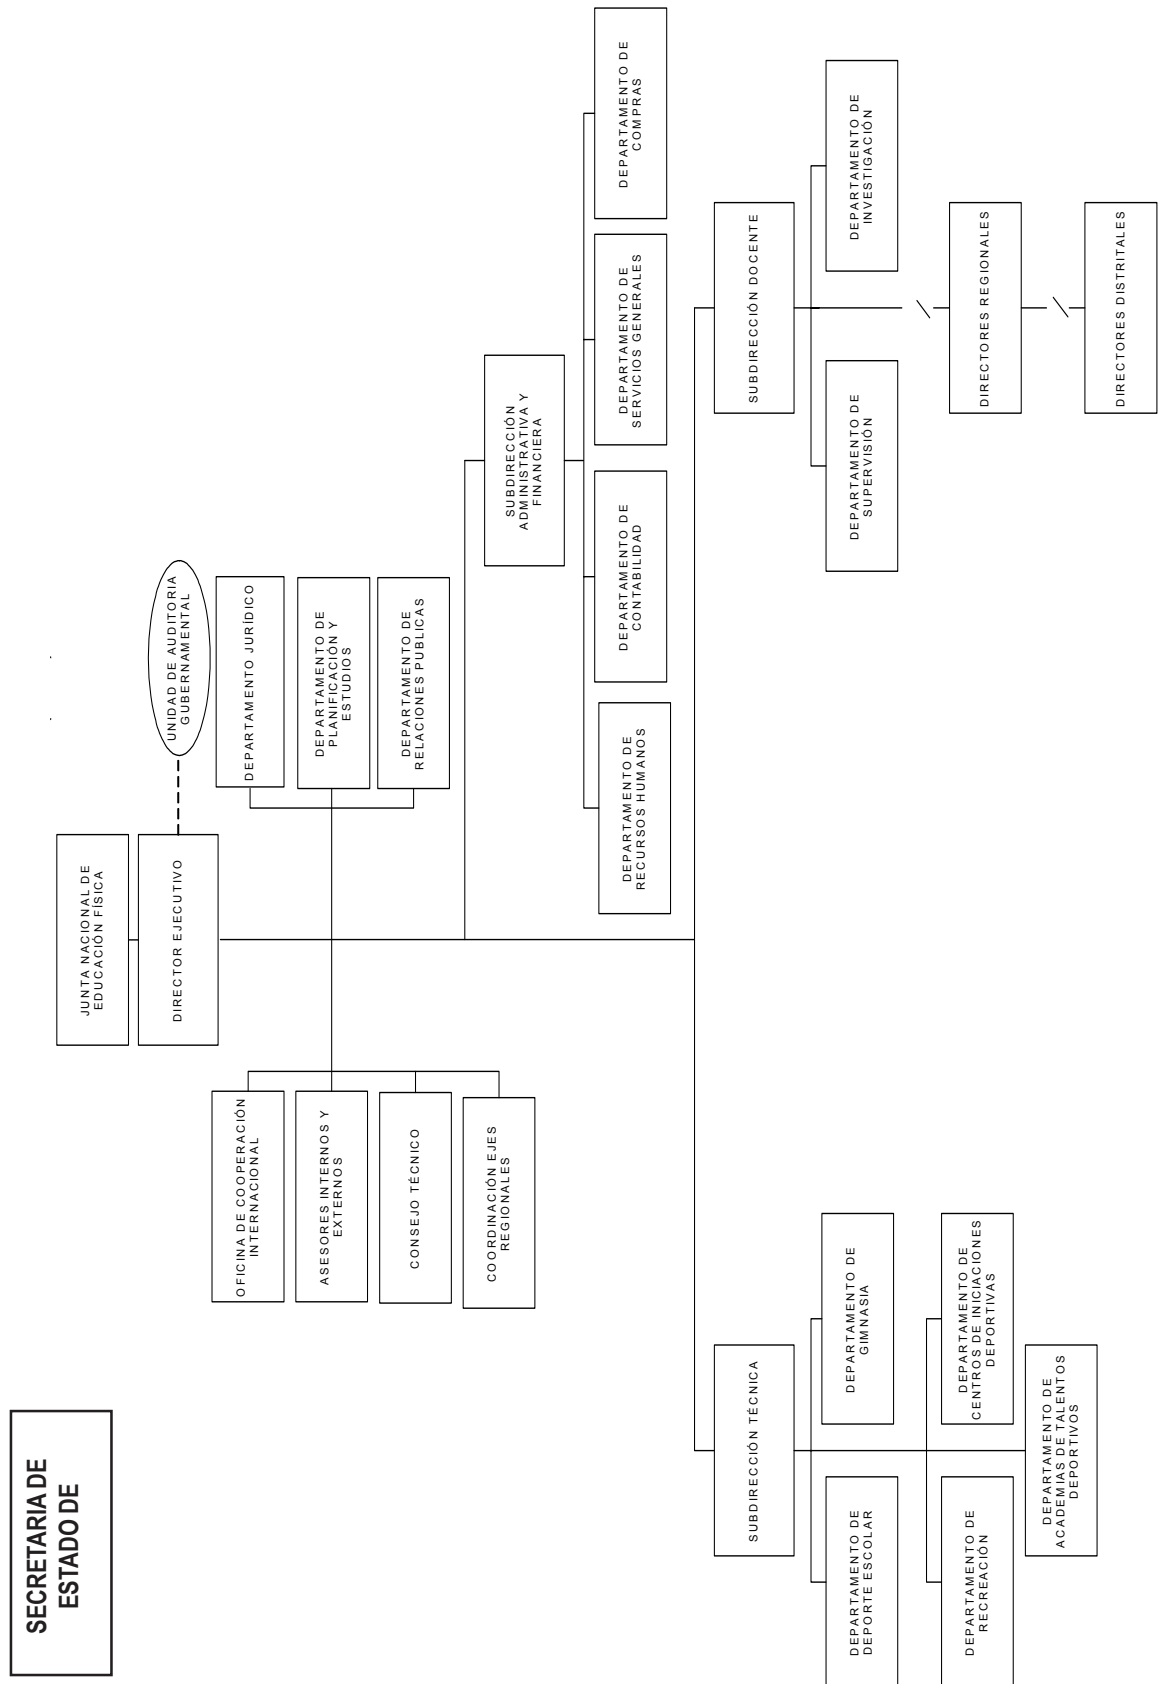 SECRETARIA DE
ESTADO DE
JUNTA NACIONAL DE
EDUCACIÓN FÍSICA
DIRECTOR EJECUTIVO
UNIDAD DE AUDITORIA
GUBERNAMENTAL
OFICINA DE COOPERACIÓN
INTERNACIONAL
ASESORES INTERNOS Y
EXTERNOS
CONSEJO TÉCNICO
COORDINACIÓN EJES
REGIONALES
DEPARTAMENTO JURÍDICO
DEPARTAMENTO DE
PLANIFICACIÓN Y
ESTUDIOS
DEPARTAMENTO DE
RELACIONES PUBLICAS
SUBDIRECCIÓN
ADMINISTRATIVA Y
FINANCIERA
DEPARTAMENTO DE
RECURSOS HUMANOS
DEPARTAMENTO DE
CONTABILIDAD
DEPARTAMENTO DE
SERVICIOS GENERALES
DEPARTAMENTO DE
COMPRAS
SUBDIRECCIÓN TÉCNICA
DEPARTAMENTO DE
DEPORTE ESCOLAR
DEPARTAMENTO DE
GIMNASIA
DEPARTAMENTO DE
RECREACIÓN
DEPARTAMENTO DE
CENTROS DE INICIACIONES
DEPORTIVAS
DEPARTAMENTO DE
ACADEMIAS DE TALENTOS
DEPORTIVOS
SUBDIRECCIÓN DOCENTE
DEPARTAMENTO DE
SUPERVISIÓN
DEPARTAMENTO DE
INVESTIGACIÓN
DIRECTORES REGIONALES
DIRECTORES DISTRITALES